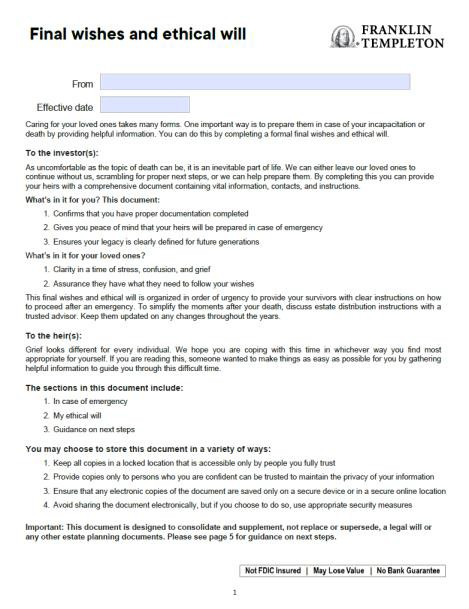 Final wishes and ethical will
FRANKLIN
TEMPLETON
From
Effective date
Caring for your loved ones takes many forms. One important way is to prepare them in case of your incapacitation or
death by providing helpful information. You can do this by completing a formal final wishes and ethical will.
To the investor(s):
As uncomfortable as the topic of death can be, it is an inevitable part of life. We can either leave our loved ones to
continue without us, scrambling for proper next steps, or we can help prepare them. By completing this you can provide
your heirs with a comprehensive document containing vital information, contacts, and instructions.
What's in it for you? This document:
1. Confirms that you have proper documentation completed
2. Gives you peace of mind that your heirs will be prepared in case of emergency
3. Ensures your legacy is clearly defined for future generations
What's in it for your loved ones?
1. Clarity in a time of stress, confusion, and grief
2. Assurance they have what they need to follow your wishes
This final wishes and ethical will is organized in order of urgency to provide your survivors with clear instructions on how
to proceed after an emergency. To simplify the moments after your death, discuss estate distribution instructions with a
trusted advisor. Keep them updated on any changes throughout the years.
To the heir(s):
Grief looks different for every individual. We hope you are coping with this time in whichever way you find most
appropriate for yourself. If you are reading this, someone wanted to make things as easy as possible for you by gathering
helpful information to guide you through this difficult time.
The sections in this document include:
1. In case of emergency
2. My ethical will
3. Guidance on next steps
You may choose to store this document in a variety of ways:
1. Keep all copies in a locked location that is accessible only by people you fully trust
2. Provide copies only to persons who you are confident can be trusted to maintain the privacy of your information
3. Ensure that any electronic copies of the document are saved only on a secure device or in a secure online location
4. Avoid sharing the document electronically, but if you choose to do so, use appropriate security measures
Important: This document is designed to consolidate and supplement, not replace or supersede, a legal will or
any other estate planning documents. Please see page 5 for guidance on next steps.
Not FDIC Insured | May Lose Value | No Bank Guarantee
1